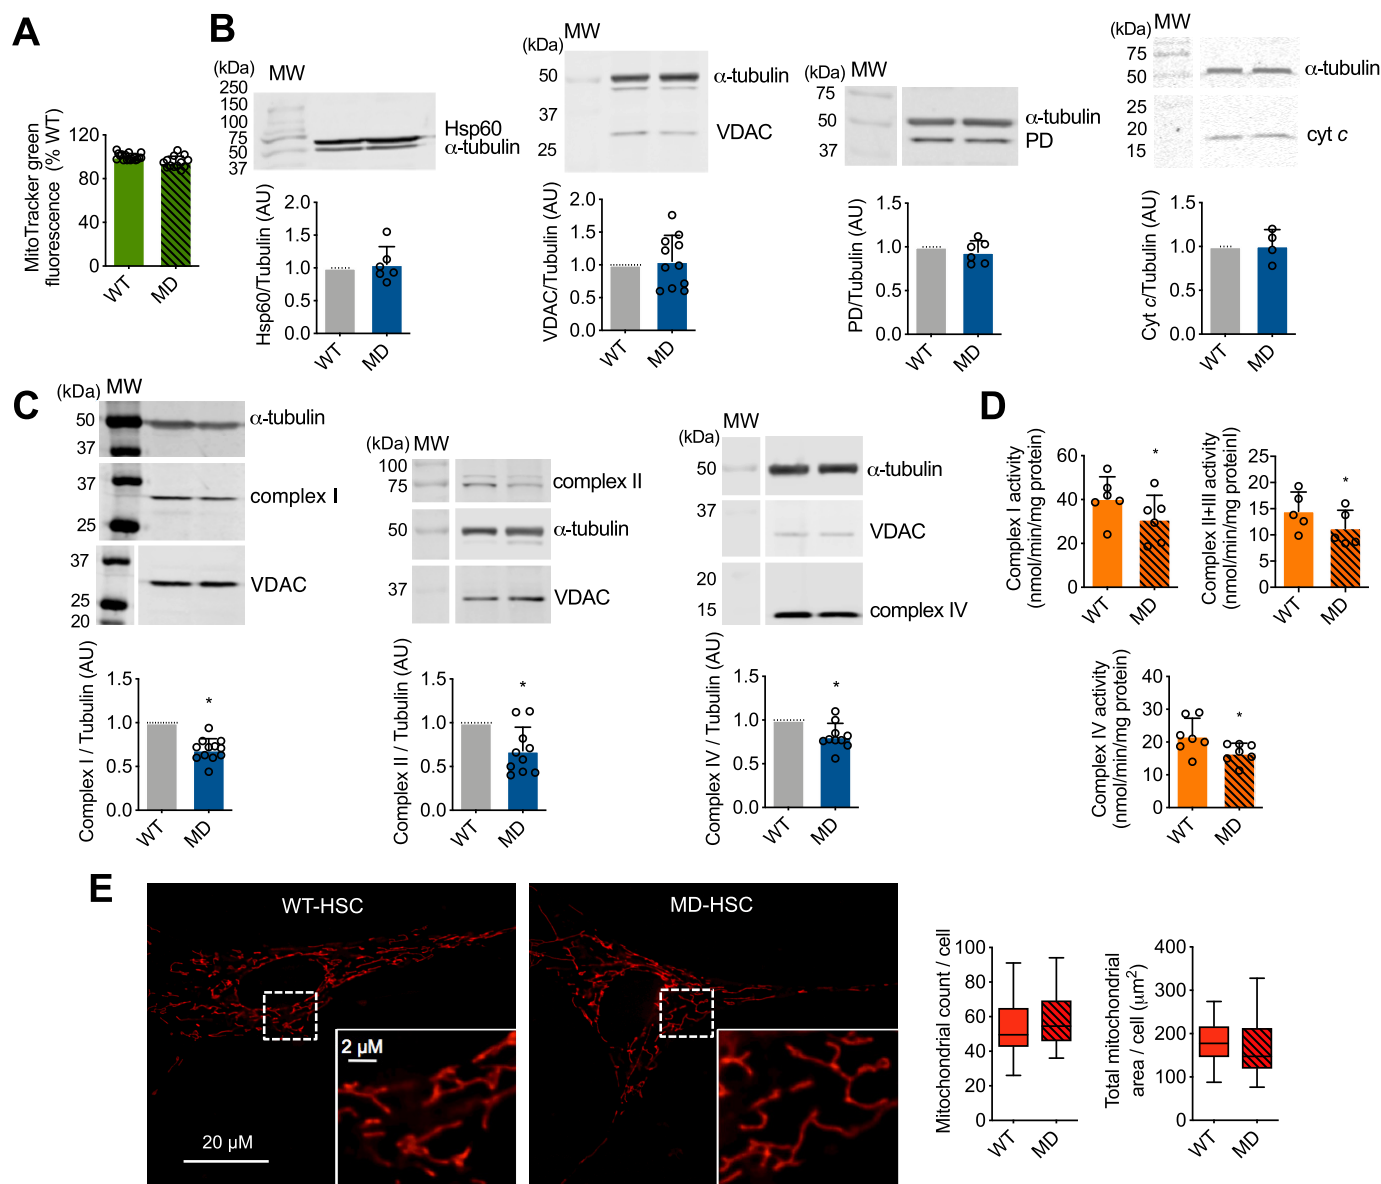 A
MitoTracker green
fluorescence (% WT)
120
80
40
0
WT
MD
B
(kDa)
MW
250
150
100
75
50
37
Hsp60
α-tubulin
Hsp60/Tubulin (AU)
2.0
1.5
1.0
0.5
0.0
WT
MD
MW
(kDa)
50
37
25
α-tubulin
VDAC
VDAC/Tubulin (AU)
2.0
1.5
1.0
0.5
0.0
WT
MD
(kDa)
MW
75
50
37
α-tubulin
PD
PD/Tubulin (AU)
1.5
1.0
0.5
0.0
WT
MD
MW
(kDa)
75
50
25
20
15
α-tubulin
cyt c
Cyt c/Tubulin (AU)
1.5
1.0
0.5
0.0
WT
MD
C
(kDa)
MW
50
37
37
25
37
25
20
α-tubulin
complex I
VDAC
Complex I / Tubulin (AU)
1.5
1.0
0.5
0.0
*
WT
MD
(kDa)
MW
100
75
50
37
complex II
α-tubulin
VDAC
Complex II / Tubulin (AU)
1.5
1.0
0.5
0.0
*
WT
MD
MW
(kDa)
50
37
20
15
α-tubulin
VDAC
complex IV
Complex IV / Tubulin (AU)
1.5
1.0
0.5
0.0
*
WT
MD
D
Complex I activity
(nmol/min/mg protein)
60
40
20
0
*
WT
MD
Complex II+III activity
(nmol/min/mg protein)
25
20
15
10
5
0
*
WT
MD
Complex IV activity
(nmol/min/mg protein)
40
30
20
10
0
*
WT
MD
E
WT-HSC
2 µM
20 µM
MD-HSC
Mitochondrial count / cell
100
80
60
40
20
0
WT
MD
Total mitochondrial
area / cell (µm²)
400
300
200
100
0
WT
MD